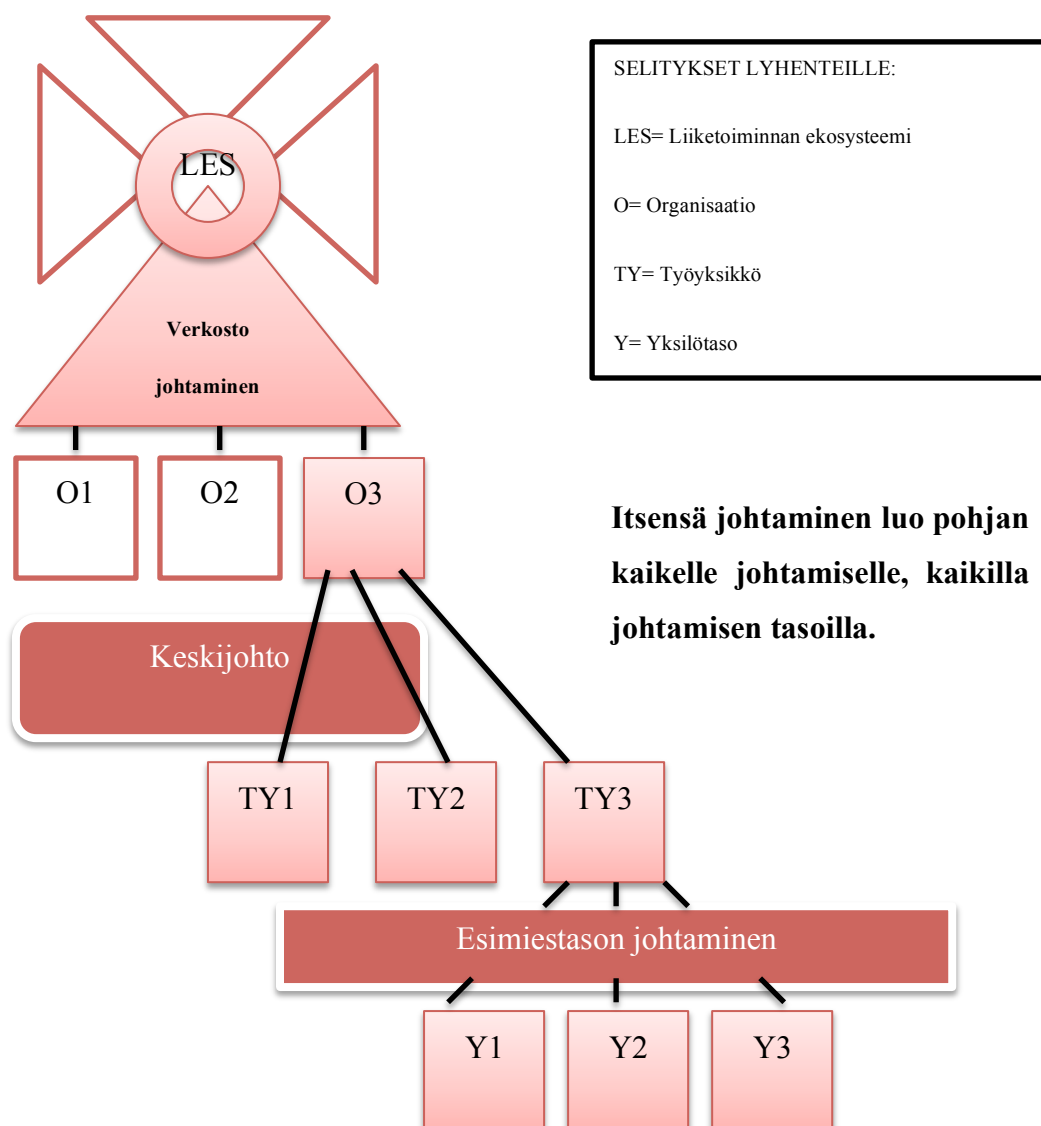 LES
SELITYKSET LYHENTEILLE:
LES= Liiketoiminnan ekosysteemi
O= Organisaatio
TY= Työyksikkö
Y= Yksilötaso
Verkosto
johtaminen
O1
O2
O3
Itsensä johtaminen luo pohjan
kaikelle johtamiselle, kaikilla
johtamisen tasoilla.
Keskijohto
TY1
TY2
TY3
Esimiestason johtaminen
Y1
Y2
Y3